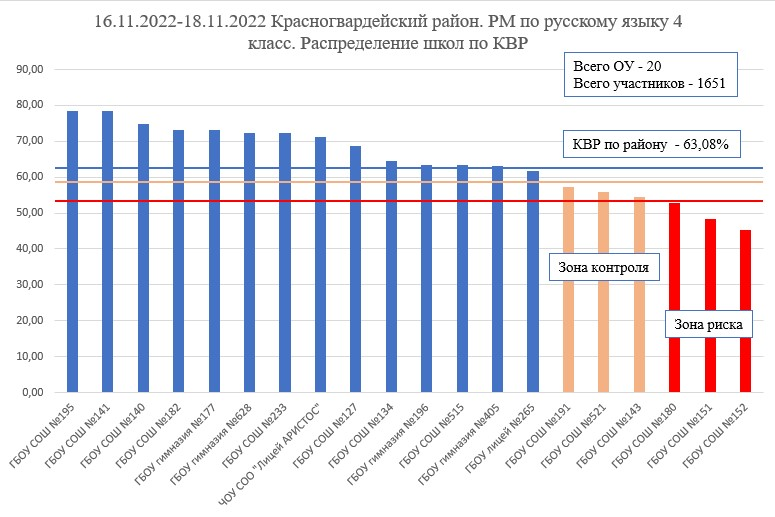 16.11.2022-18.11.2022 Красногвардейский район. РМ по русскому языку 4
класс. Распределение школ по КВР
Всего ОУ - 20
Всего участников - 1651
КВР по району - 63,08%
Зона контроля
Зона риска
90,00
80,00
70,00
60,00
50,00
40,00
30,00
20,00
10,00
0,00
ГБОУ СОШ №195
ГБОУ СОШ №141
ГБОУ СОШ №140
ГБОУ СОШ №182
ГБОУ гимназия №177
ГБОУ гимназия №628
ГБОУ СОШ №233
ЧОУ СОО "Лицей АРИСТОС"
ГБОУ СОШ №127
ГБОУ СОШ №134
ГБОУ гимназия №196
ГБОУ СОШ №515
ГБОУ гимназия №405
ГБОУ лицей №265
ГБОУ СОШ №191
ГБОУ СОШ №521
ГБОУ СОШ №143
ГБОУ СОШ №180
ГБОУ СОШ №151
ГБОУ СОШ №152